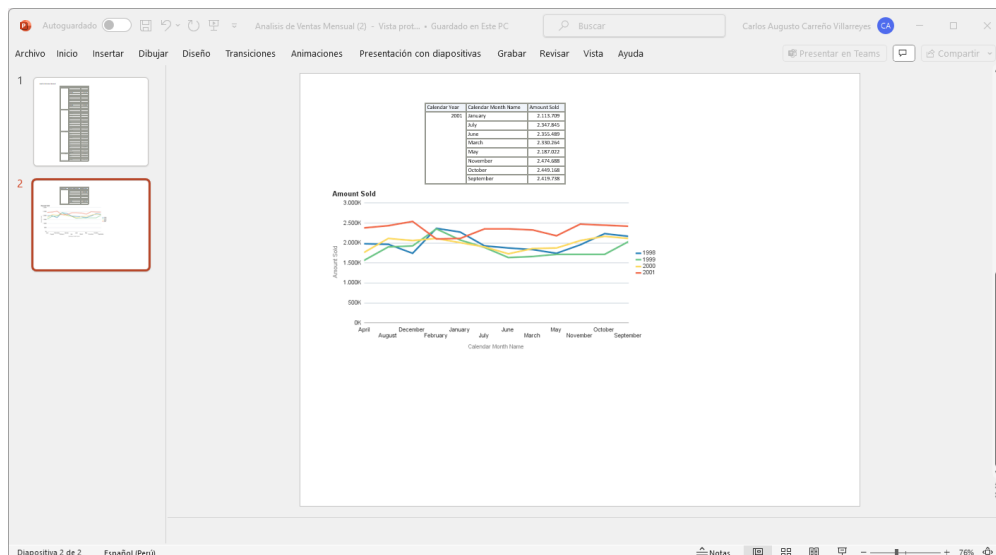 Autoguardado
Analisis de Ventas Mensual (2) - Vista prot... • Guardado en Este PC
Buscar
Carlos Augusto Carreño Villarreyes CA
Archivo Inicio Insertar Dibujar Diseño Transiciones Animaciones Presentación con diapositivas Grabar Revisar Vista Ayuda
Presentar en Teams
Compartir
1
2
Calendar Year Calendar Month Name Amount Sold
2001 January 2.113.709
July 2.347.845
June 2.355.489
March 2.330.264
May 2.187.022
November 2.474.688
October 2.449.168
September 2.419.738
Amount Sold
3.000K
2.500K
2.000K
1.500K
1.000K
500K
0K
Amount Sold
1998
1999
2000
2001
April December January June May October
August February July March November September
Calendar Month Name
Diapositiva 2 de 2 Español (Perú)
Notas
76%